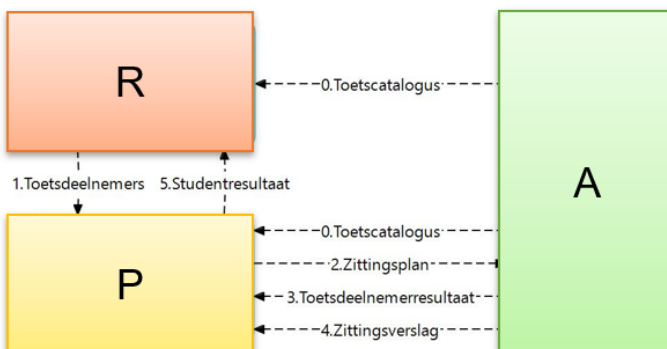 R
0.Toetscatalogus
A
1.Toetsdeelnemers
5.Studentresultaat
P
0.Toetscatalogus
2.Zittingsplan
3.Toetsdeelnemerresultaat
4.Zittingsverslag